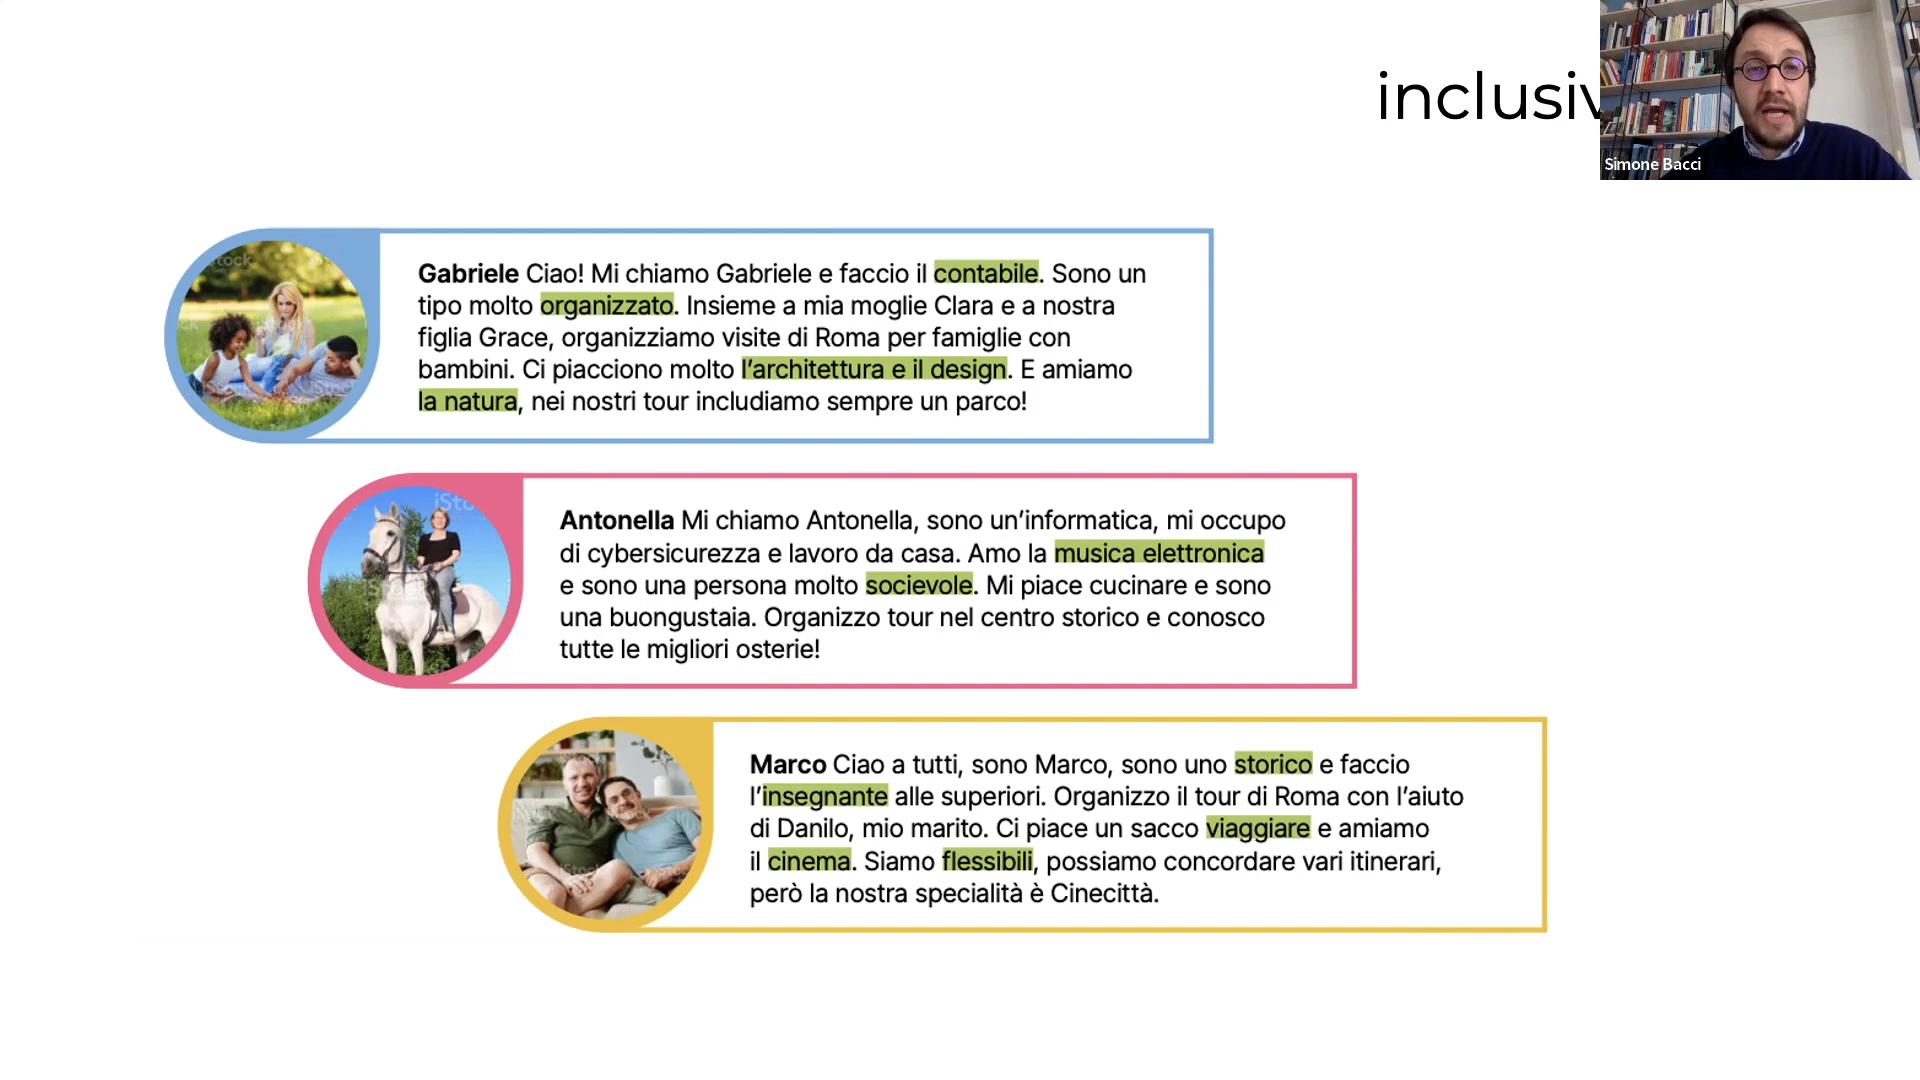 inclusiv
Simone Bacci
Gabriele Ciao! Mi chiamo Gabriele e faccio il contabile. Sono un
tipo molto organizzato. Insieme a mia moglie Clara e a nostra
figlia Grace, organizziamo visite di Roma per famiglie con
bambini. Ci piacciono molto l’architettura e il design. E amiamo
la natura, nei nostri tour includiamo sempre un parco!
Antonella Mi chiamo Antonella, sono un’informatica, mi occupo
di cybersicurezza e lavoro da casa. Amo la musica elettronica
e sono una persona molto socievole. Mi piace cucinare e sono
una buongustaia. Organizzo tour nel centro storico e conosco
tutte le migliori osterie!
Marco Ciao a tutti, sono Marco, sono uno storico e faccio
l’insegnante alle superiori. Organizzo il tour di Roma con l’aiuto
di Danilo, mio marito. Ci piace un sacco viaggiare e amiamo
il cinema. Siamo flessibili, possiamo concordare vari itinerari,
però la nostra specialità è Cinecittà.